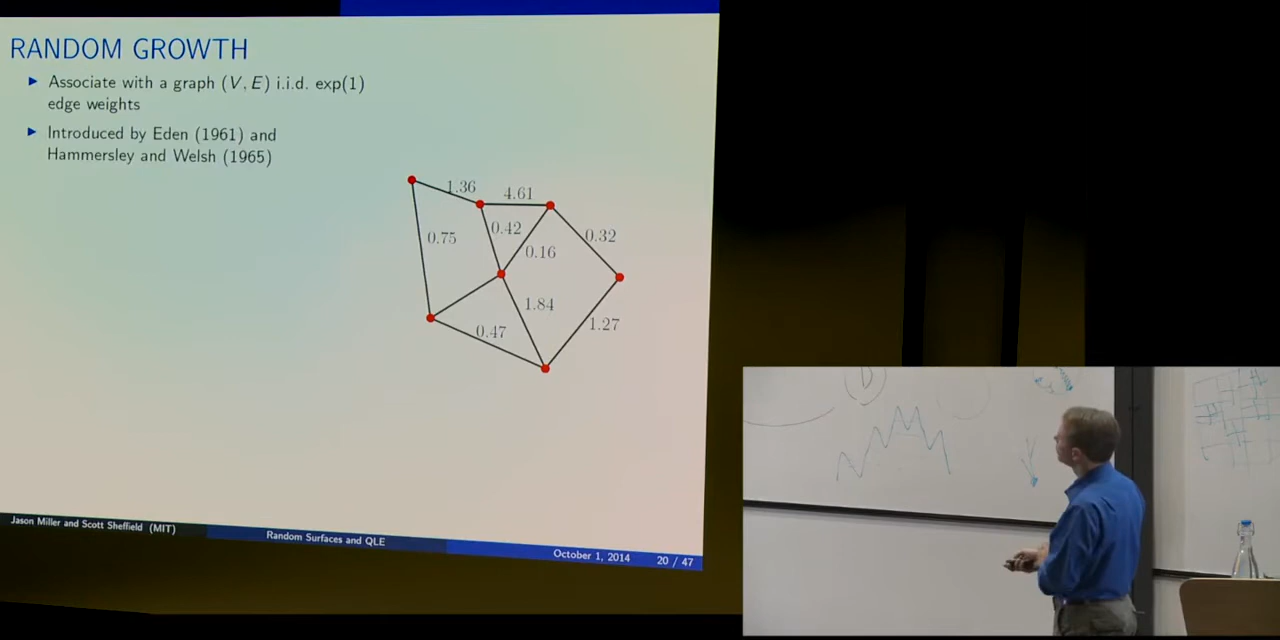 RANDOM GROWTH
▶ Associate with a graph (V, E) i.i.d. exp(1)
edge weights
▶ Introduced by Eden (1961) and
Hammersley and Welsh (1965)
1.36
4.61
0.75
0.42
0.32
0.16
1.84
0.47
1.27
Jason Miller and Scott Sheffield (MIT)
Random Surfaces and QLE
October 1, 2014
20 / 47